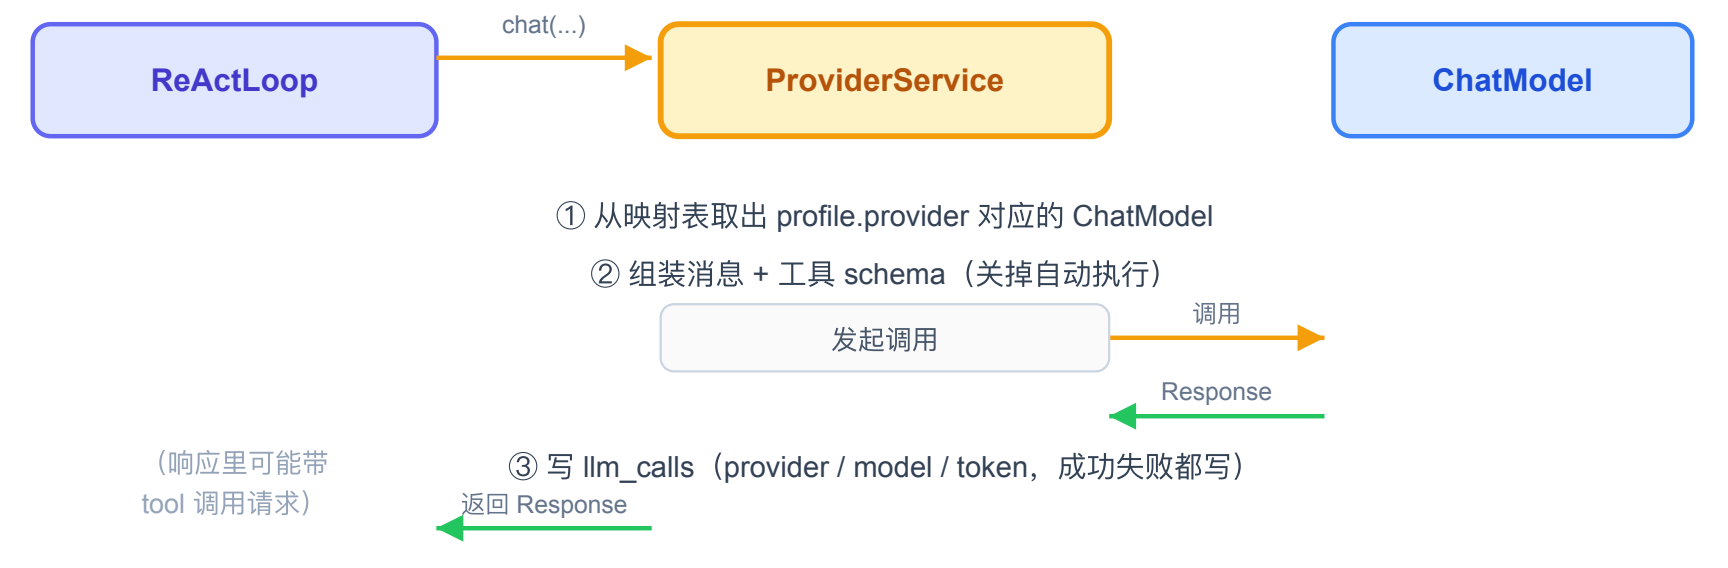 chat(...)
ReActLoop
ProviderService
ChatModel
① 从映射表取出 profile.provider 对应的 ChatModel
② 组装消息 + 工具 schema（关掉自动执行）
调用
发起调用
Response
（响应里可能带
tool 调用请求）
③ 写 llm_calls（provider / model / token，成功失败都写）
返回 Response